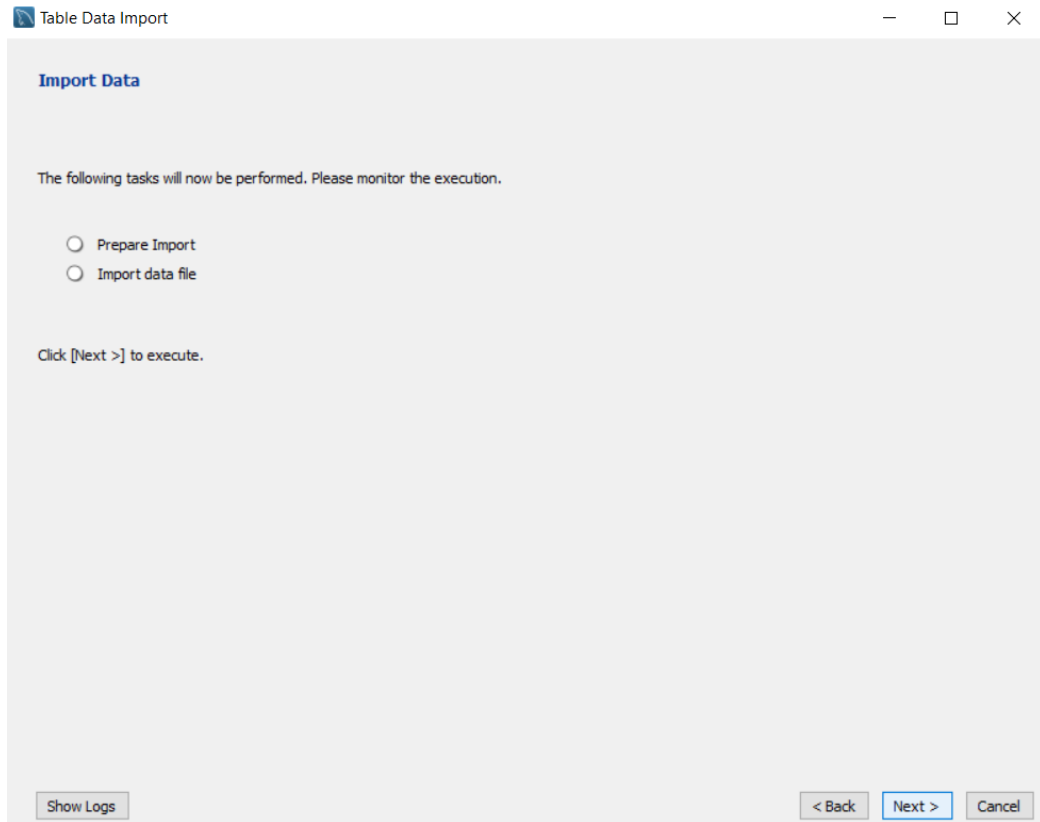 Table Data Import
Import Data
The following tasks will now be performed. Please monitor the execution.
Prepare Import
Import data file
Click [Next >] to execute.
Show Logs
< Back
Next >
Cancel